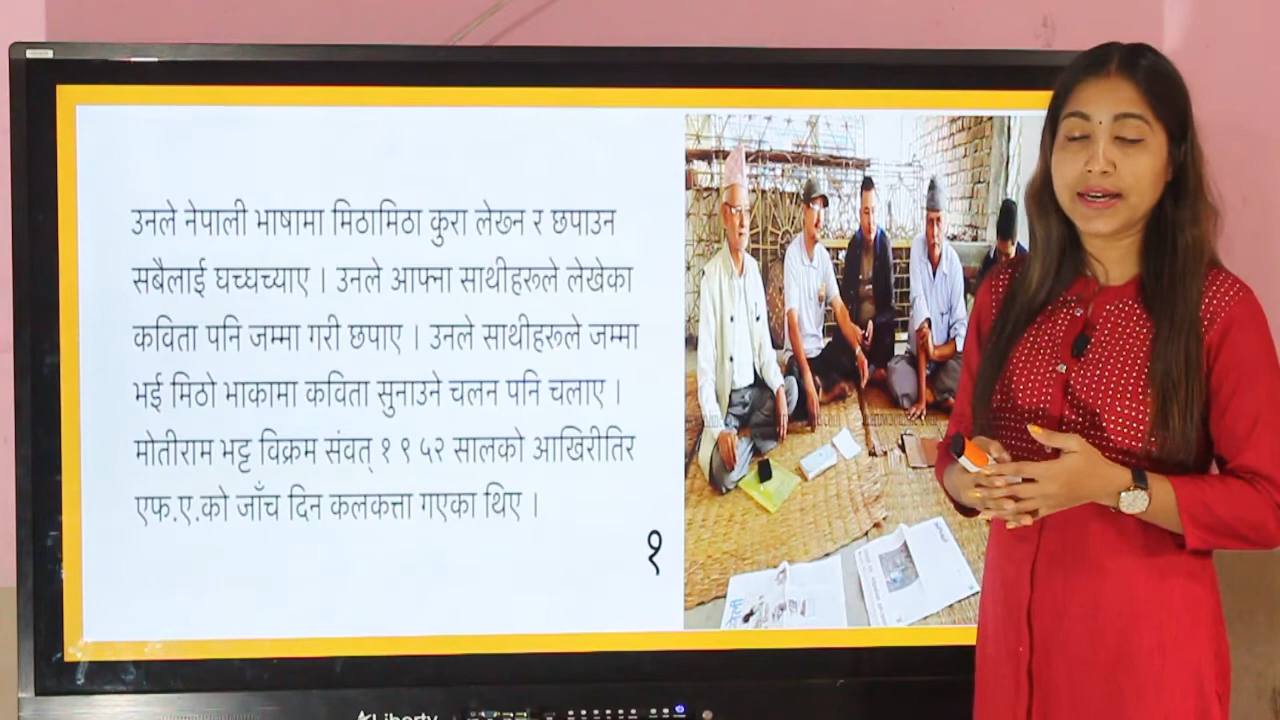 उनले नेपाली भाषामा मिठामिठा कुरा लेख्न र छपाउन
सबैलाई घच्घच्याए । उनले आफ्ना साथीहरूले लेखेका
कविता पनि जम्मा गरी छपाए । उनले साथीहरूले जम्मा
भई मिठो भाकामा कविता सुनाउने चलन पनि चलाए ।
मोतीराम भट्ट विक्रम संवत् १९५२ सालको आखिरीतिर
एफ.ए.को जाँच दिन कलकत्ता गएका थिए ।
१
Liberty